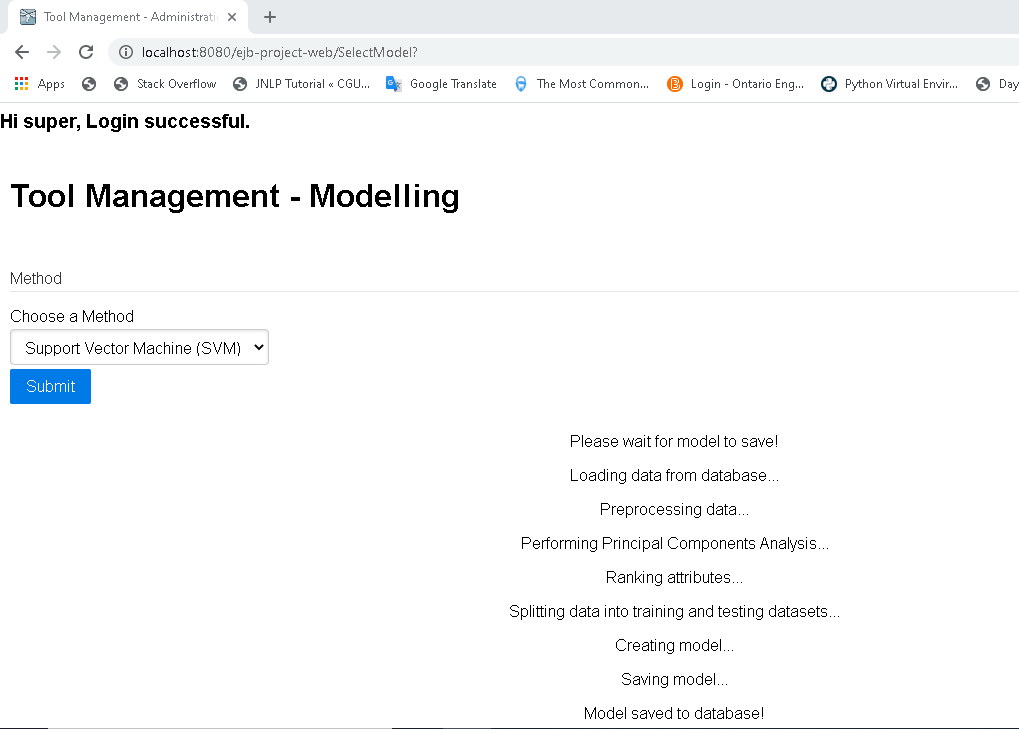 Tool Management - Administrati
localhost:8080/ejb-project-web/SelectModel?
Apps Stack Overflow JNLP Tutorial « CGU... Google Translate The Most Common... Login - Ontario Eng... Python Virtual Envir... Day
Hi super, Login successful.
Tool Management - Modelling
Method
Choose a Method
Support Vector Machine (SVM)
Submit
Please wait for model to save!
Loading data from database...
Preprocessing data...
Performing Principal Components Analysis...
Ranking attributes...
Splitting data into training and testing datasets...
Creating model...
Saving model...
Model saved to database!